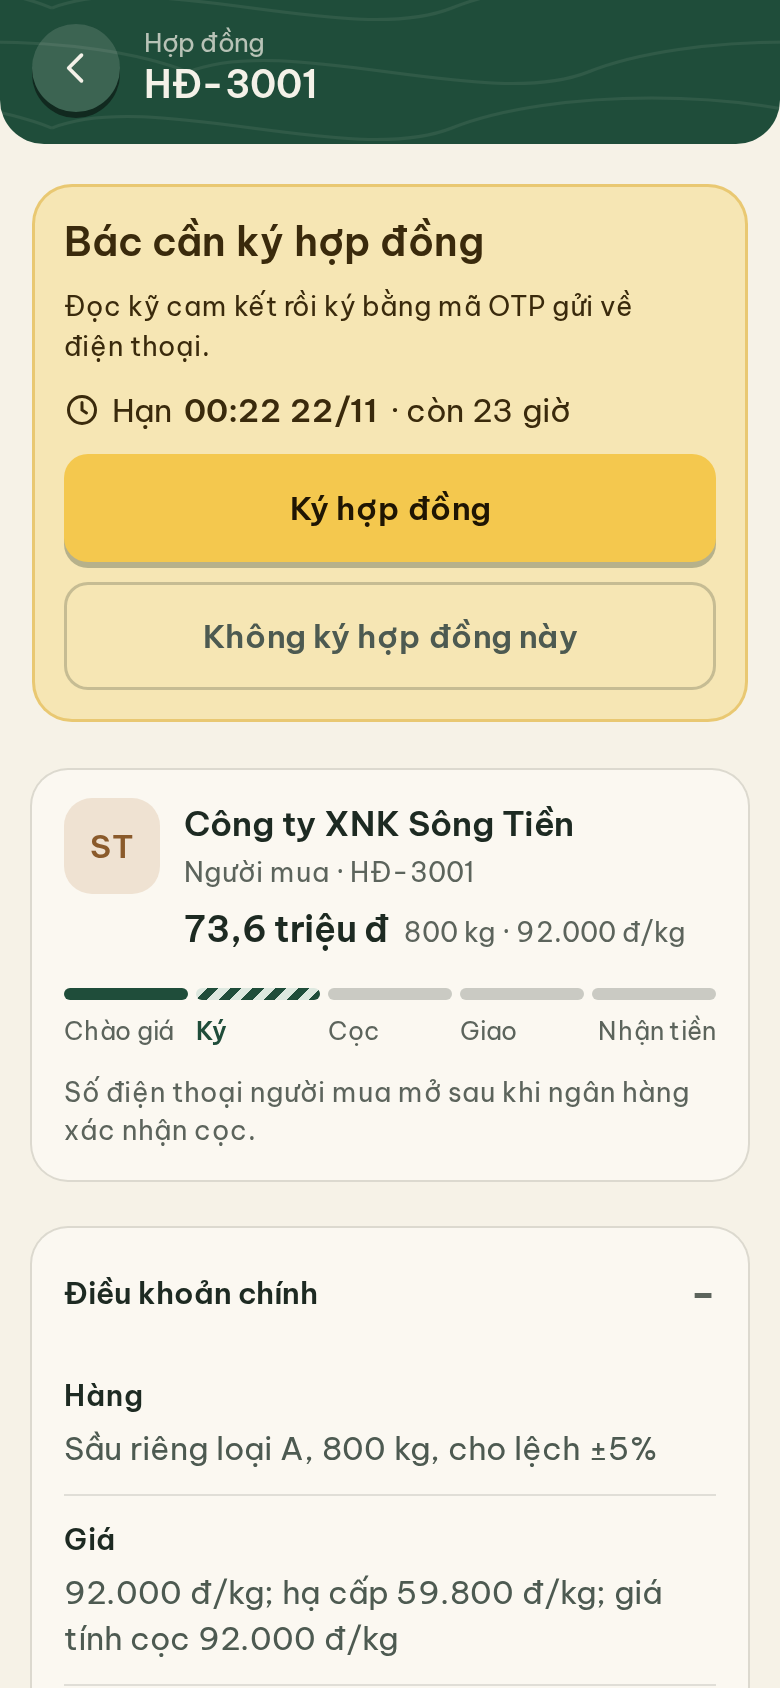 Hợp đồng
HĐ-3001
Bác cần ký hợp đồng
Đọc kỹ cam kết rồi ký bằng mã OTP gửi về
điện thoại.
Hạn 00:22 22/11 · còn 23 giờ
Ký hợp đồng
Không ký hợp đồng này
ST
Công ty XNK Sông Tiền
Người mua · HĐ-3001
73,6 triệu đ 800 kg · 92.000 đ/kg
Chào giá Ký Cọc Giao Nhận tiền
Số điện thoại người mua mở sau khi ngân hàng
xác nhận cọc.
Điều khoản chính –
Hàng
Sầu riêng loại A, 800 kg, cho lệch ±5%
Giá
92.000 đ/kg; hạ cấp 59.800 đ/kg; giá
tính cọc 92.000 đ/kg